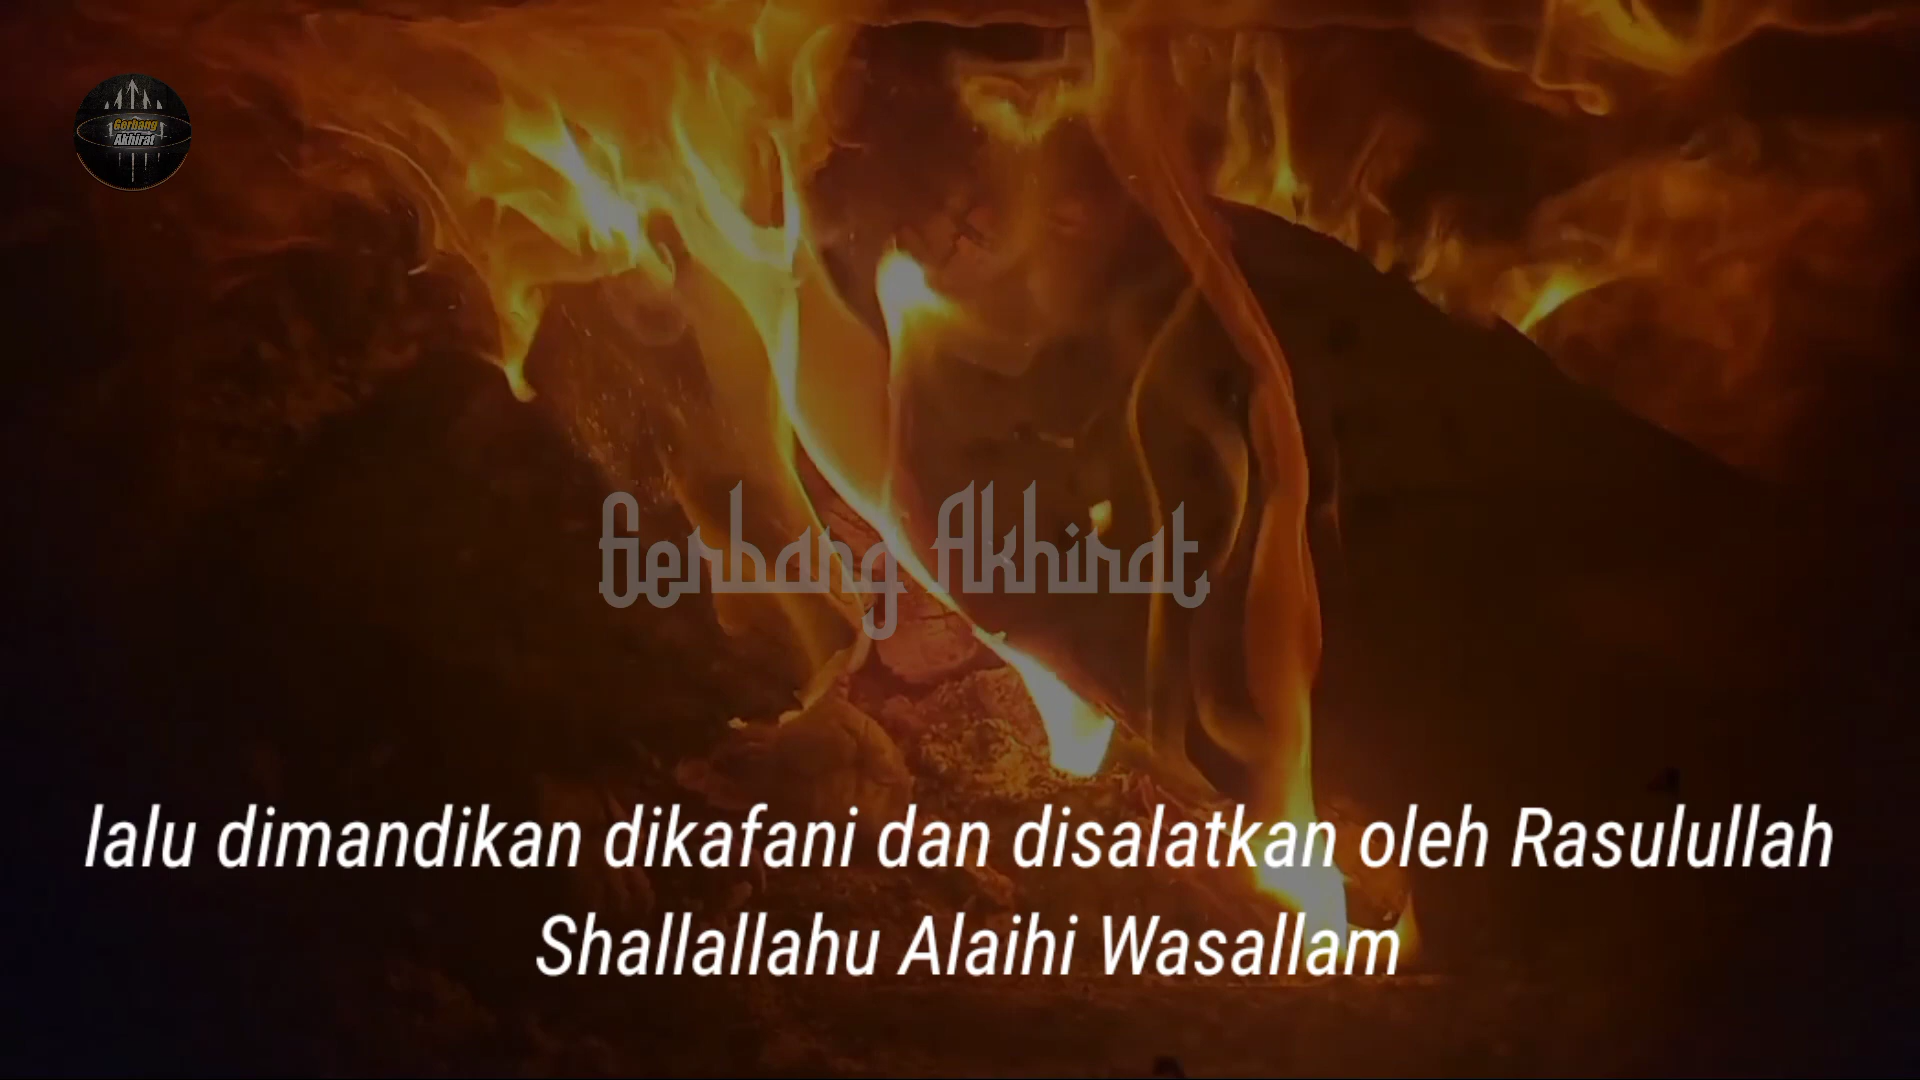 Gerbang
Akhirat
Gerbang Akhirat
lalu dimandikan dikafani dan disalatkan oleh Rasulullah
Shallallahu Alaihi Wasallam